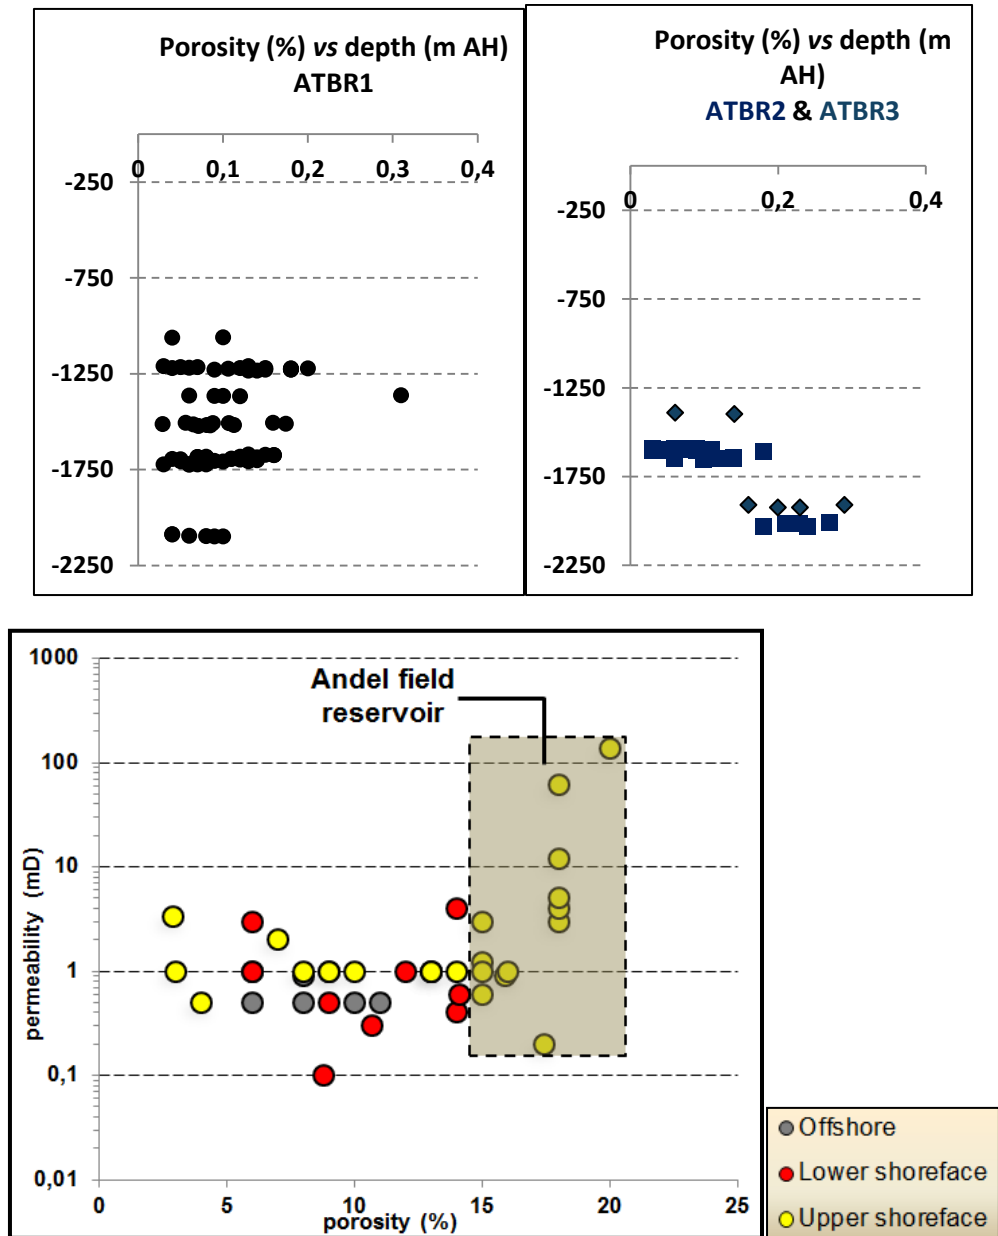 Porosity (%) vs depth (m AH)
ATBR1
0 0,1 0,2 0,3 0,4
-250
-750
-1250
-1750
-2250
Porosity (%) vs depth (m
AH)
ATBR2 & ATBR3
0 0,2 0,4
-250
-750
-1250
-1750
-2250
1000
100
10
1
0,1
0,01
permeability (mD)
Andel field
reservoir
0 5 10 15 20 25
porosity (%)
Offshore
Lower shoreface
Upper shoreface